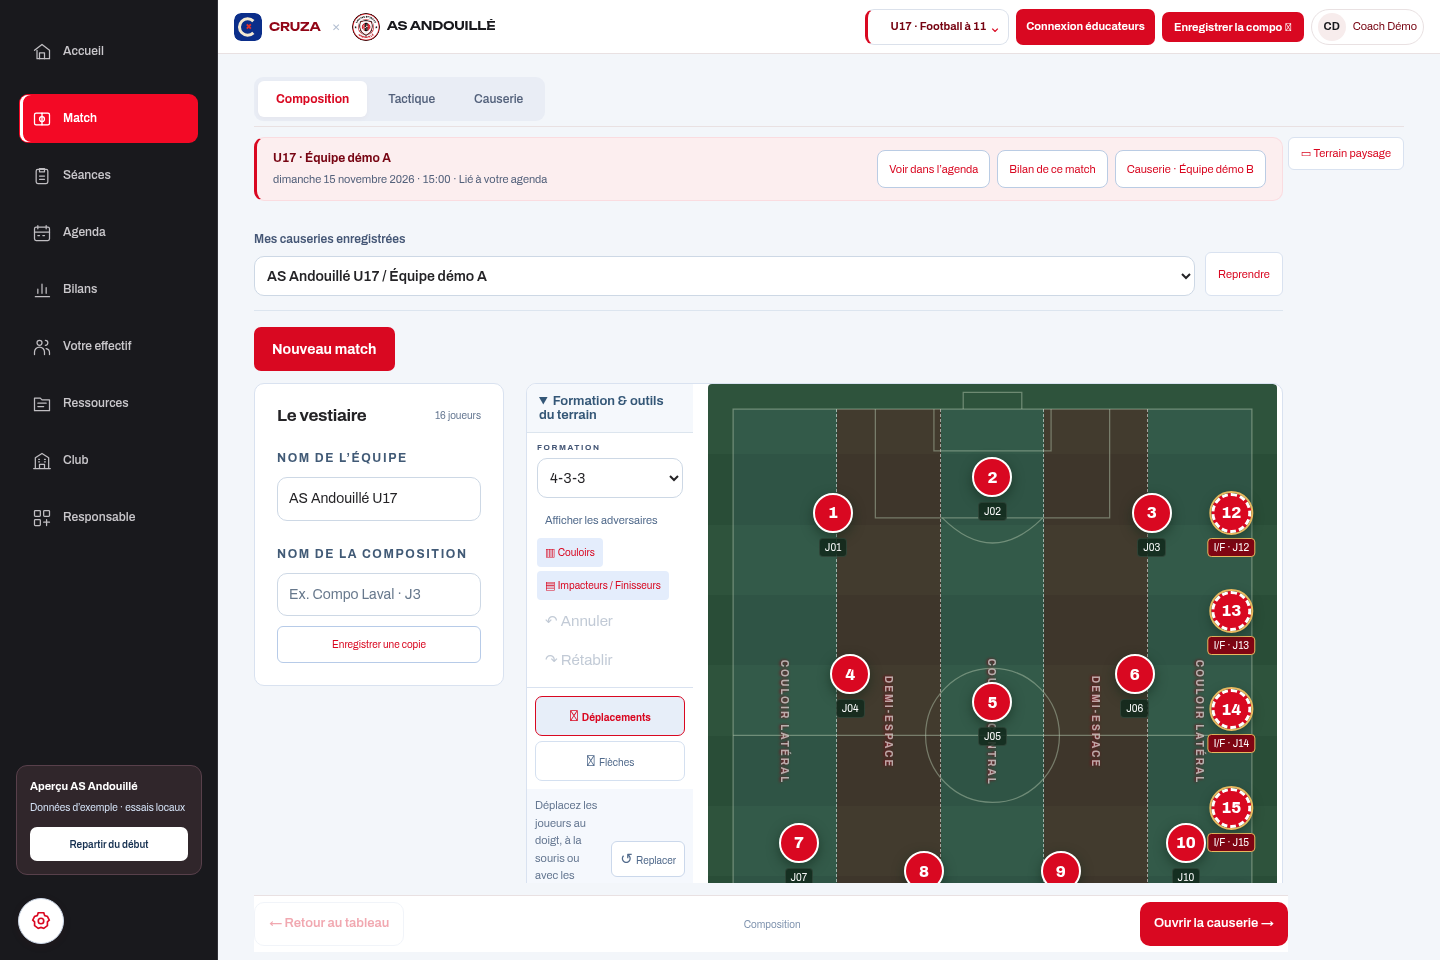 CRUZA × AS ANDOUILLÉ
U17 · Football à 11
Connexion éducateurs
Enregistrer la compo
CD Coach Démo
Accueil
Match
Séances
Agenda
Bilans
Votre effectif
Ressources
Club
Responsable
Aperçu AS Andouillé
Données d'exemple · essais locaux
Repartir du début
Composition
Tactique
Causerie
U17 · Équipe démo A
dimanche 15 novembre 2026 · 15:00 · Lié à votre agenda
Voir dans l'agenda
Bilan de ce match
Causerie · Équipe démo B
Terrain paysage
Mes causeries enregistrées
AS Andouillé U17 / Équipe démo A
Reprendre
Nouveau match
Le vestiaire
16 joueurs
NOM DE L'ÉQUIPE
AS Andouillé U17
NOM DE LA COMPOSITION
Ex. Compo Laval · J3
Enregistrer une copie
▼ Formation & outils
du terrain
FORMATION
4-3-3
Afficher les adversaires
Couloirs
Impacteurs / Finisseurs
↶ Annuler
↷ Rétablir
Déplacements
Flèches
Déplacez les
joueurs au
doigt, à la
souris ou
avec les
↺ Replacer
2
J02
1
J01
3
J03
12
I/F · J12
13
I/F · J13
4
J04
6
J06
5
J05
14
I/F · J14
COULOIR LATÉRAL
DEMI-ESPACE
DEMI-ESPACE
COULOIR LATÉRAL
15
I/F · J15
7
J07
10
J10
8
9
← Retour au tableau
Composition
Ouvrir la causerie →